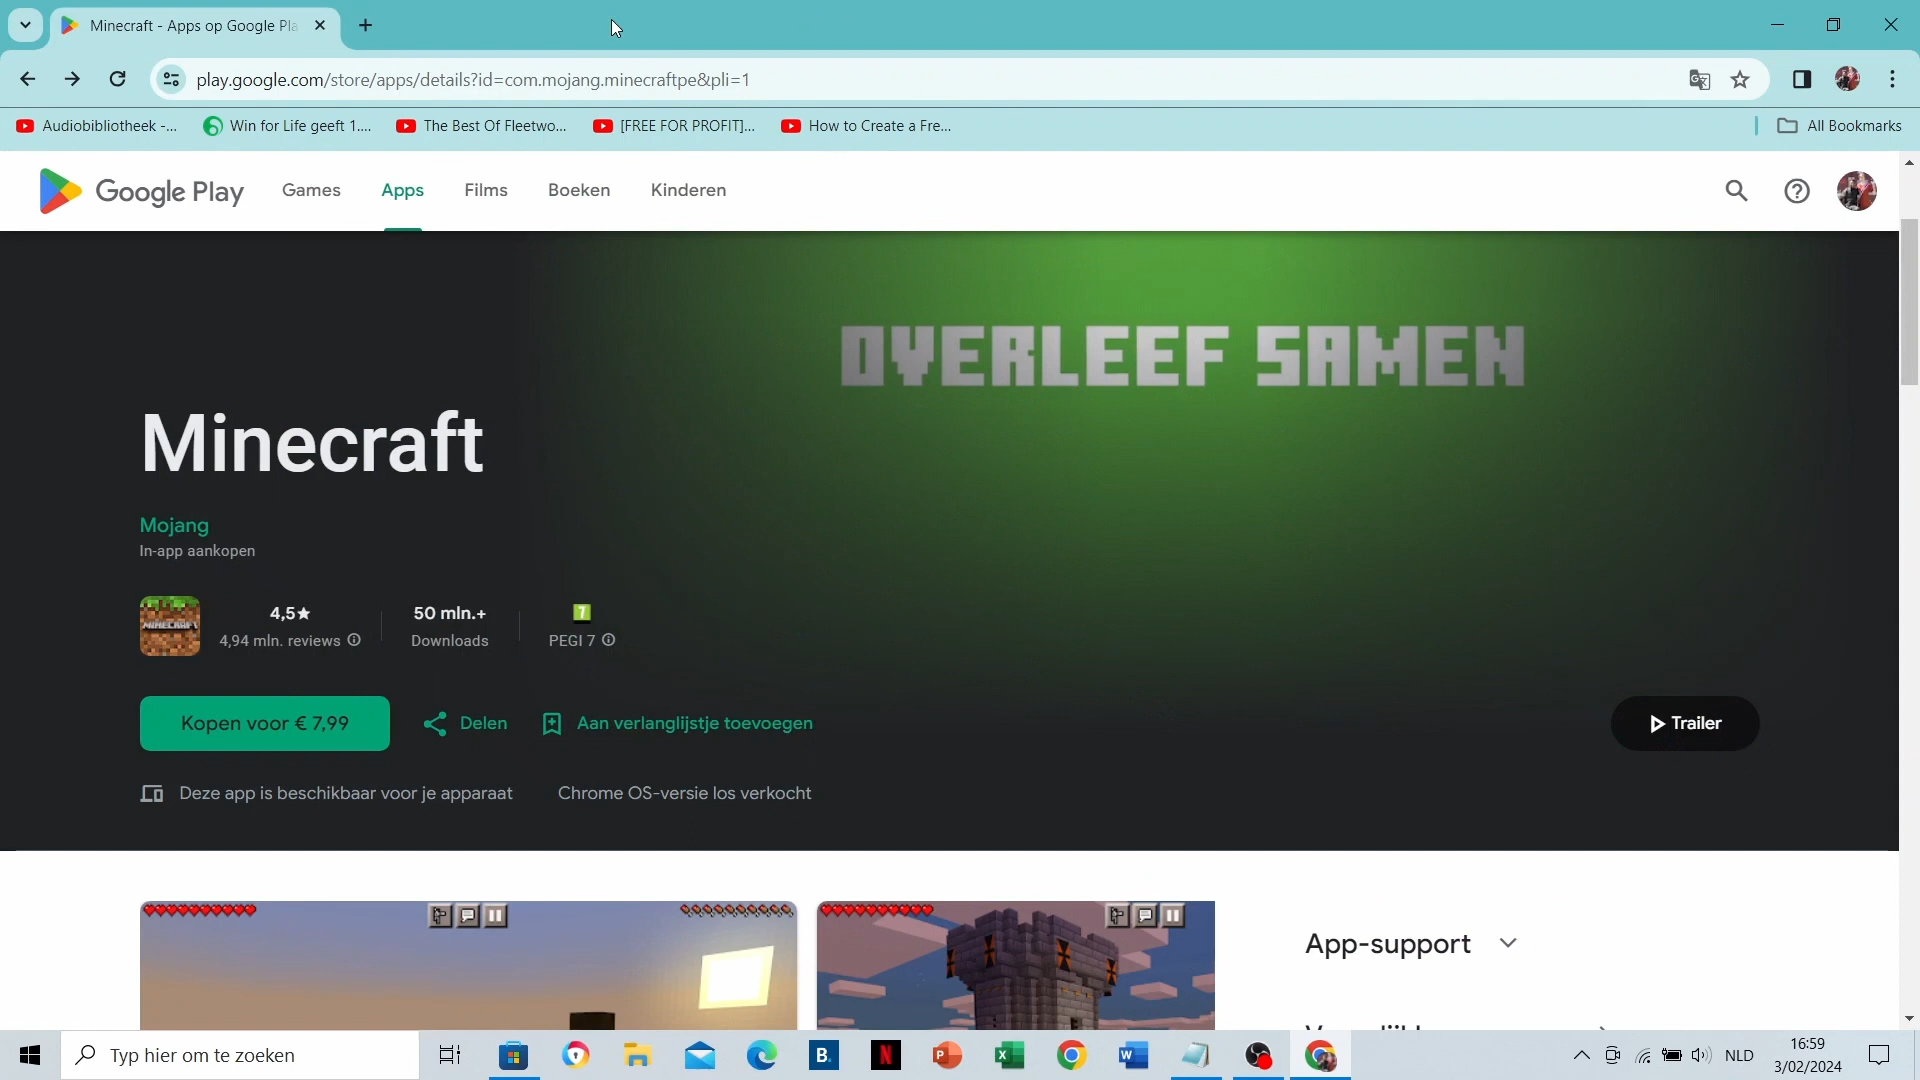 Minecraft - Apps op Google Pla
play.google.com/store/apps/details?id=com.mojang.minecraftpe&pli=1
Audiobibliotheek -...
Win for Life geeft 1....
The Best Of Fleetwo...
[FREE FOR PROFIT]...
How to Create a Fre...
All Bookmarks
Google Play
Games
Apps
Films
Boeken
Kinderen
OVERLEEF SAMEN
Minecraft
Mojang
In-app aankopen
MINECRAFT
4,5★
4,94 mln. reviews
50 mln.+
Downloads
7
PEGI 7
Kopen voor € 7,99
Delen
Aan verlanglijstje toevoegen
Trailer
Deze app is beschikbaar voor je apparaat
Chrome OS-versie los verkocht
App-support
Typ hier om te zoeken
B.
N
P
X
W
NLD
16:59
3/02/2024